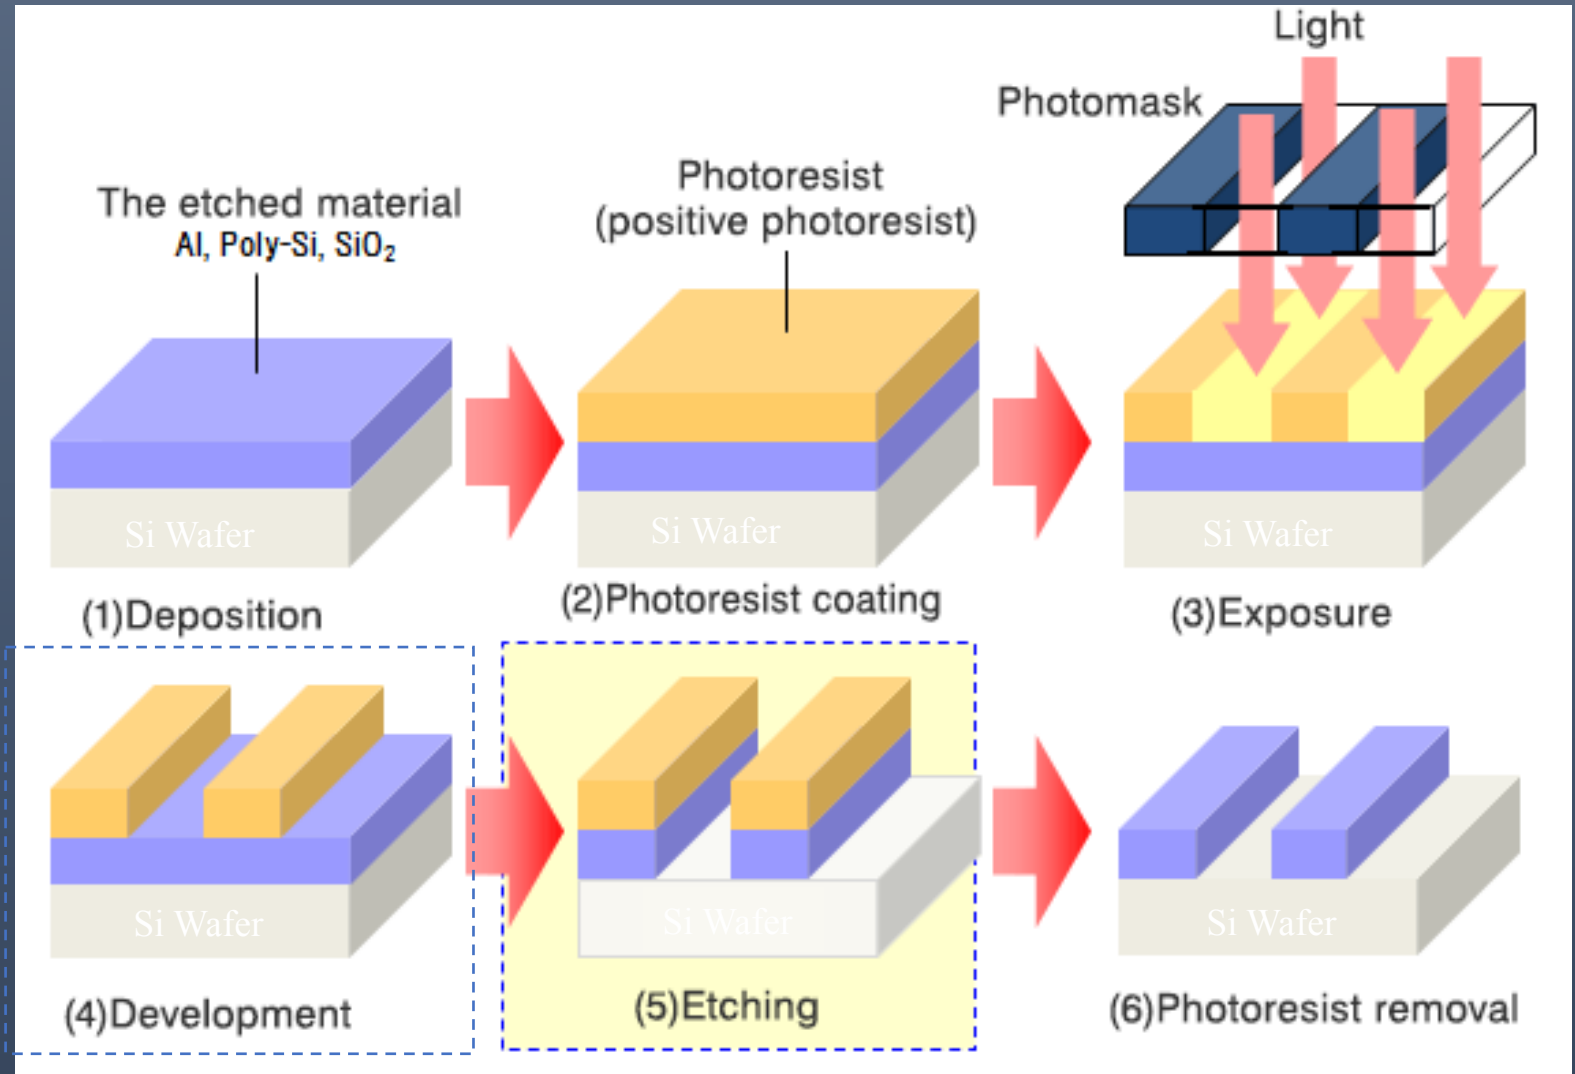 Light
Photomask
The etched material
Al, Poly-Si, SiO₂
Photoresist
(positive photoresist)
Si Wafer
Si Wafer
Si Wafer
(1)Deposition
(2)Photoresist coating
(3)Exposure
Si Wafer
Si Wafer
Si Wafer
(4)Development
(5)Etching
(6)Photoresist removal